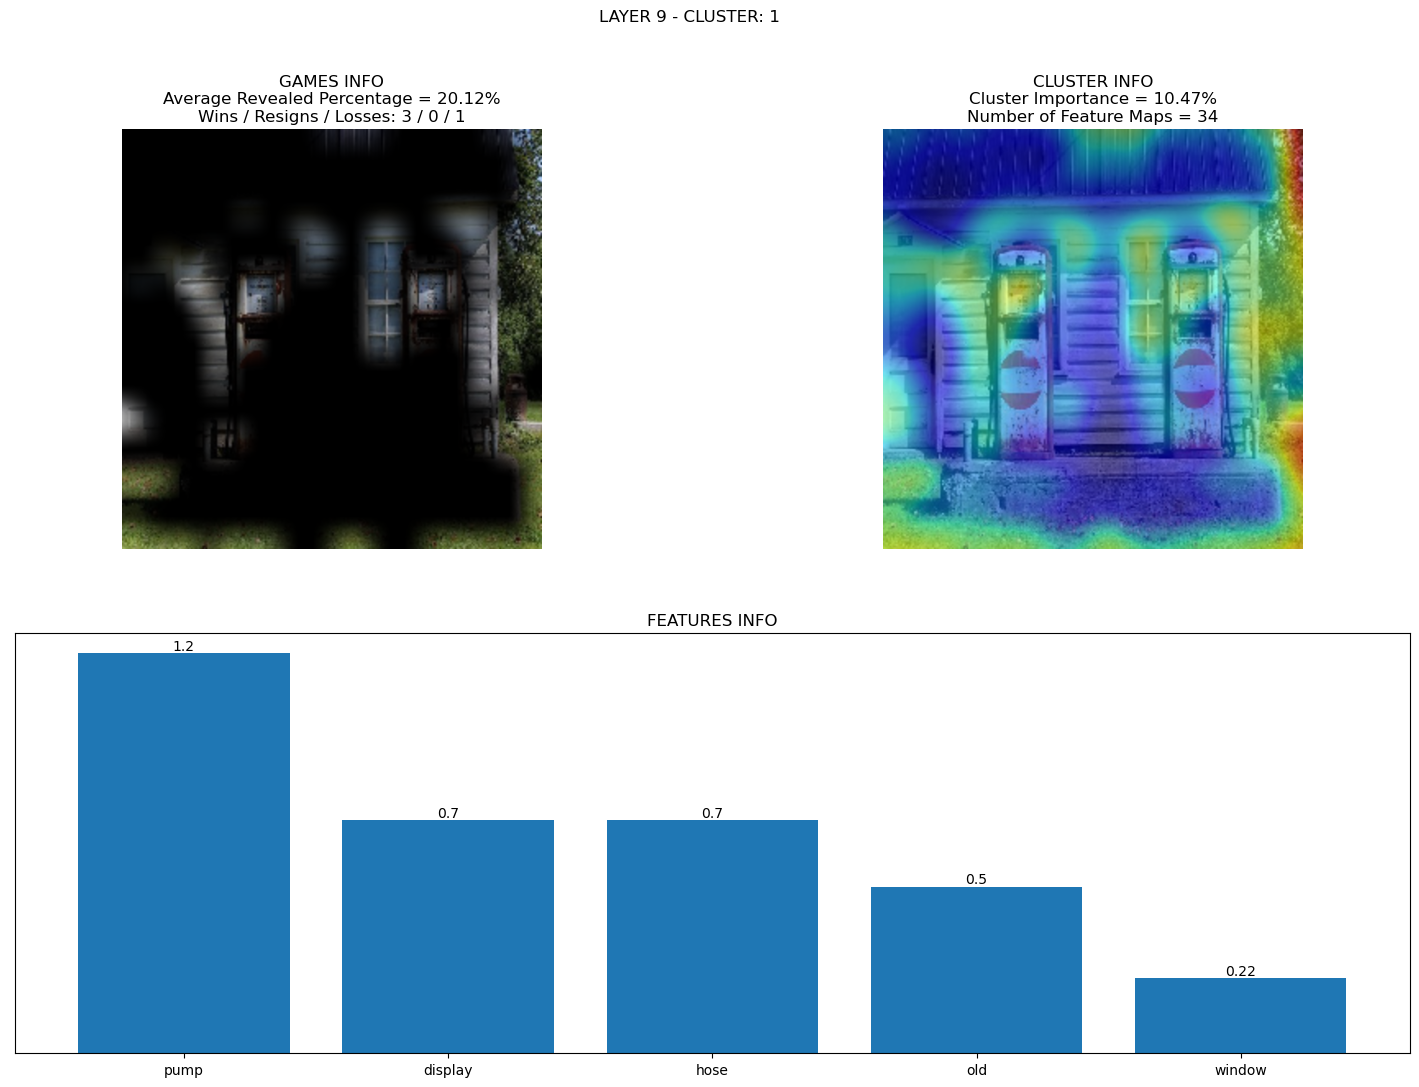 LAYER 9 - CLUSTER: 1
GAMES INFO
Average Revealed Percentage = 20.12%
Wins / Resigns / Losses: 3 / 0 / 1
CLUSTER INFO
Cluster Importance = 10.47%
Number of Feature Maps = 34
FEATURES INFO
1.2
0.7
0.7
0.5
0.22
pump
display
hose
old
window